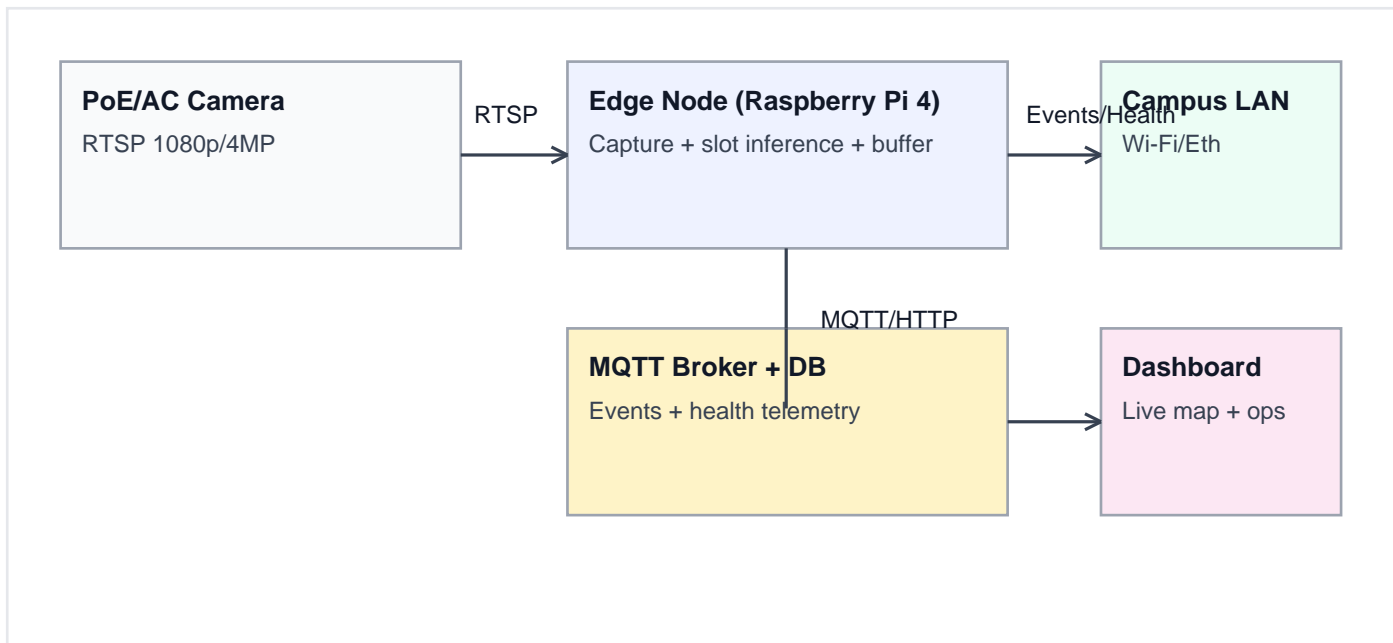 PoE/AC Camera
RTSP 1080p/4MP
RTSP
Edge Node (Raspberry Pi 4)
Capture + slot inference + buffer
Events/Health
Campus LAN
Wi-Fi/Eth
MQTT/HTTP
MQTT Broker + DB
Events + health telemetry
Dashboard
Live map + ops